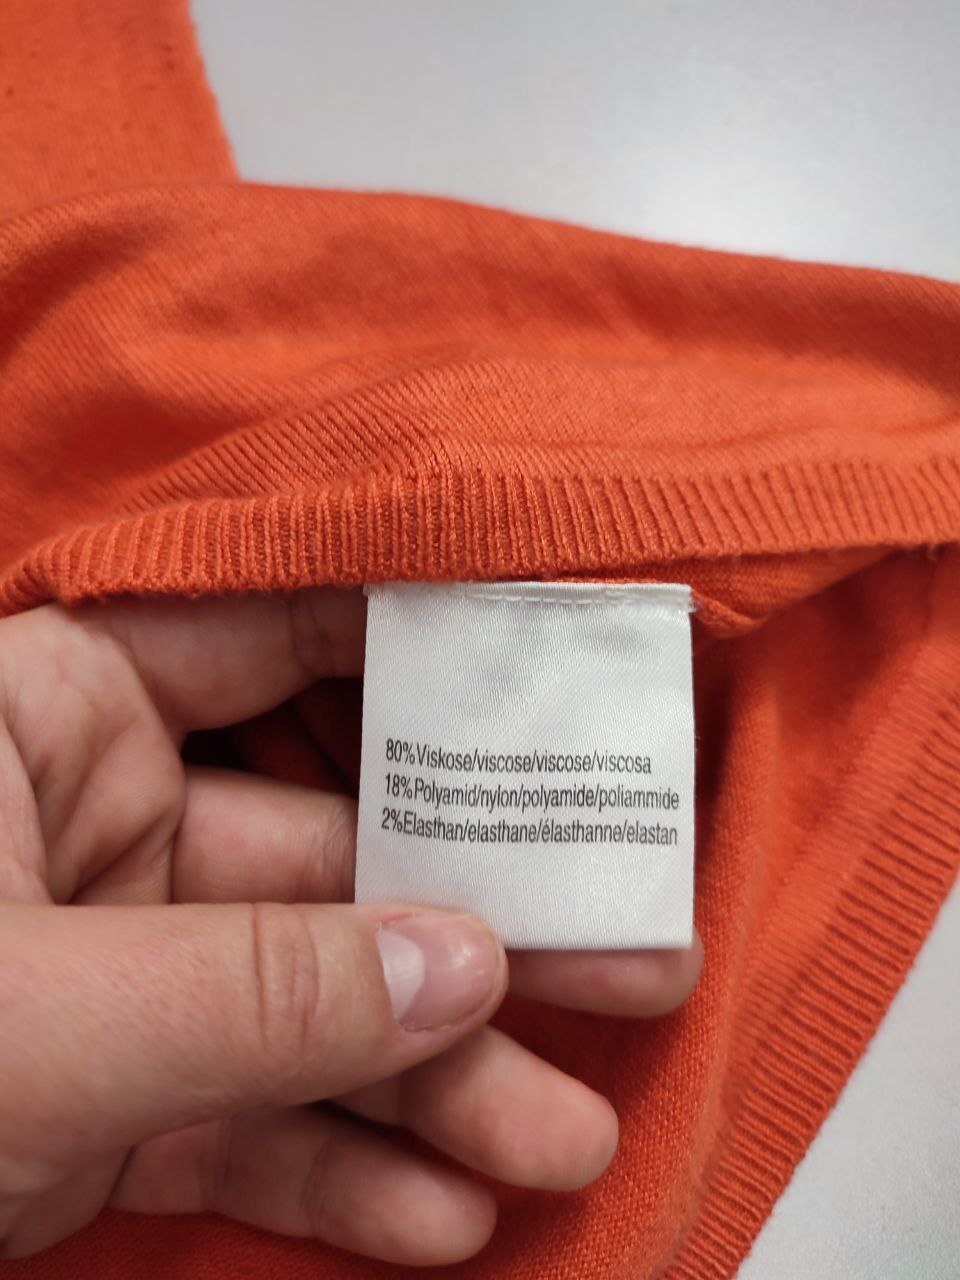 80%Viskose/viscose/viscose/viscosa
18%Polyamid/nylon/polyamide/poliammide
2%Elasthan/elasthane/élasthanne/elastan